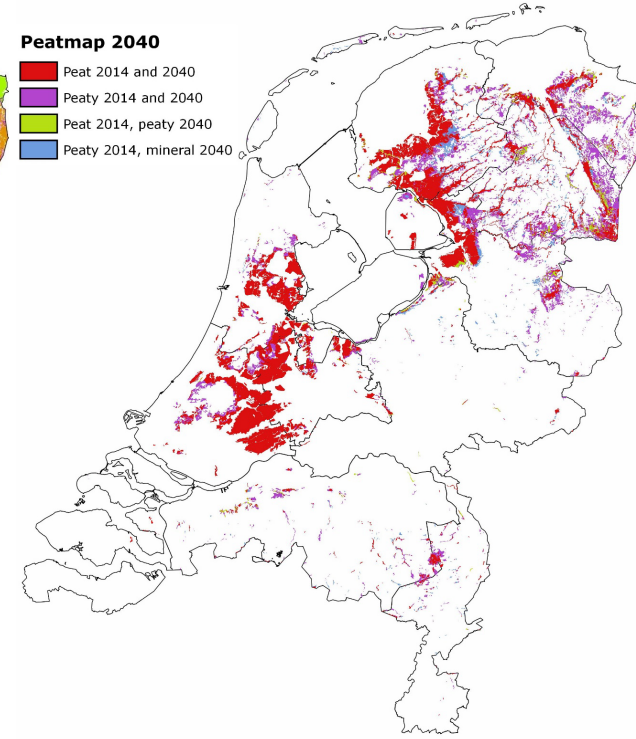 Peatmap 2040
Peat 2014 and 2040
Peaty 2014 and 2040
Peat 2014, peaty 2040
Peaty 2014, mineral 2040